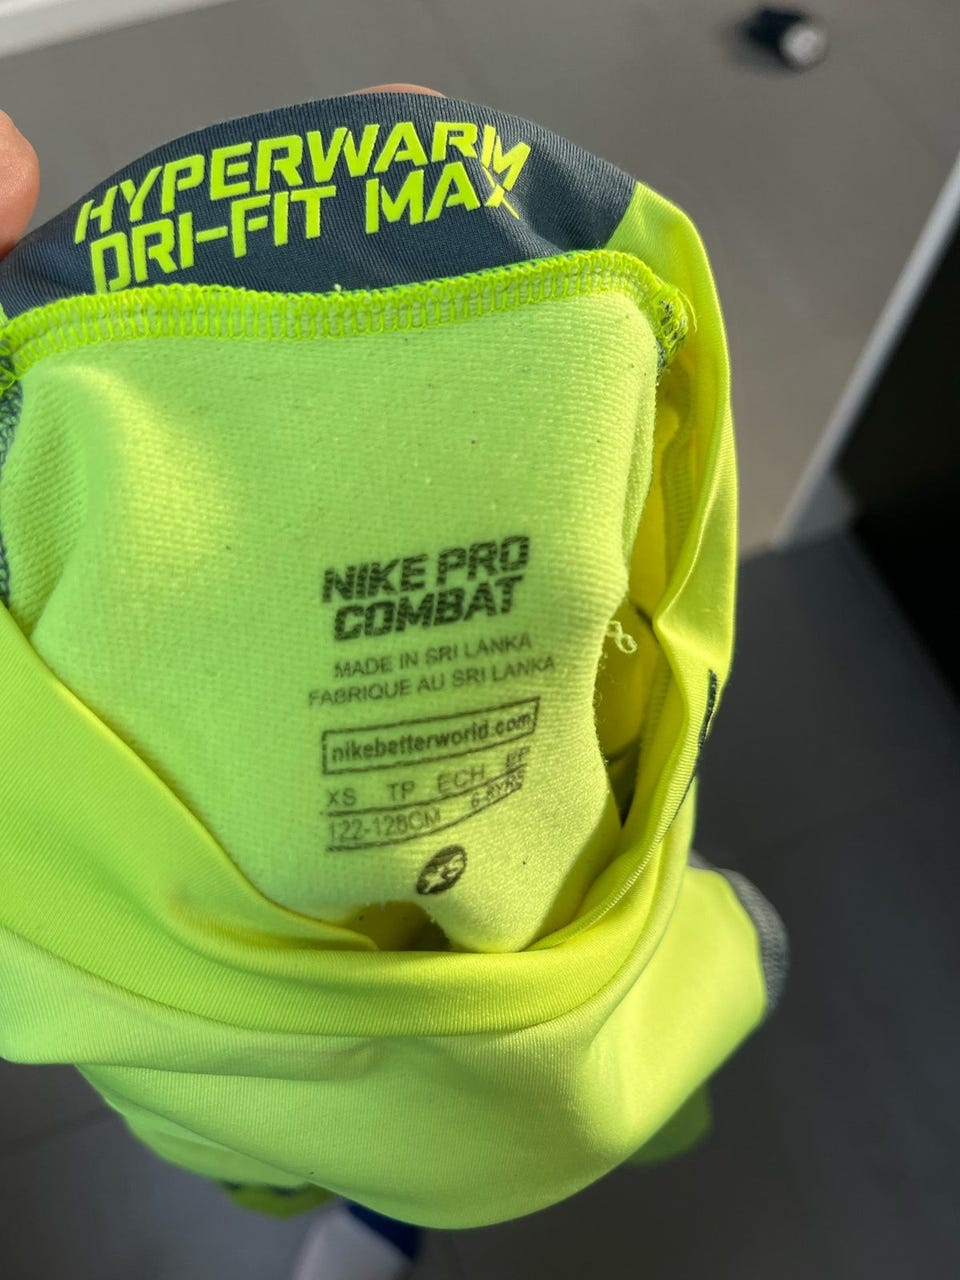 HYPERWARM
DRI-FIT MAX
NIKE PRO
COMBAT
MADE IN SRI LANKA
FABRIQUE AU SRI LANKA
nikebetterworld.com
XS TP ECH EP
122-128CM 6-8YRS
XS